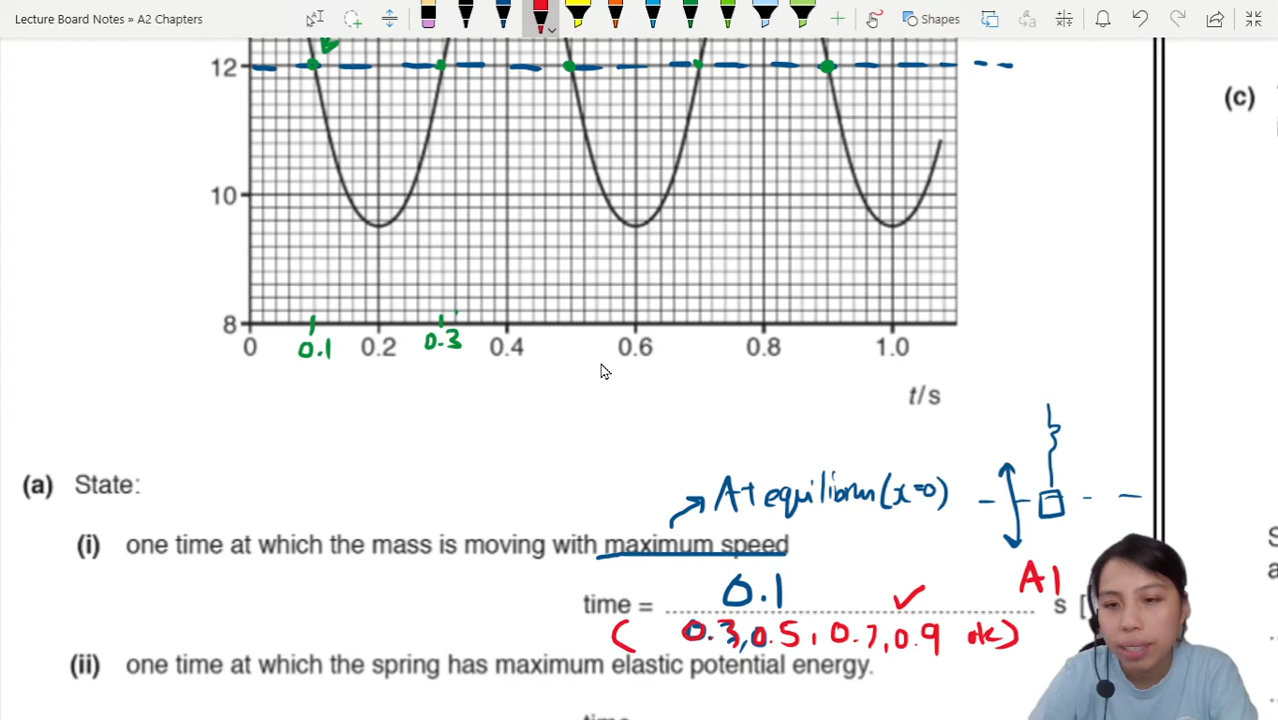 Lecture Board Notes » A2 Chapters
Shapes
12
(c)
10
8
0 0.1 0.2 0.3 0.4 0.6 0.8 1.0
t/s
(a) State:
At equilibrium (x=0)
(i) one time at which the mass is moving with maximum speed
0.1 ✓ A1
time = s [
( 0.3, 0.5, 0.7, 0.9 ok)
(ii) one time at which the spring has maximum elastic potential energy.
time